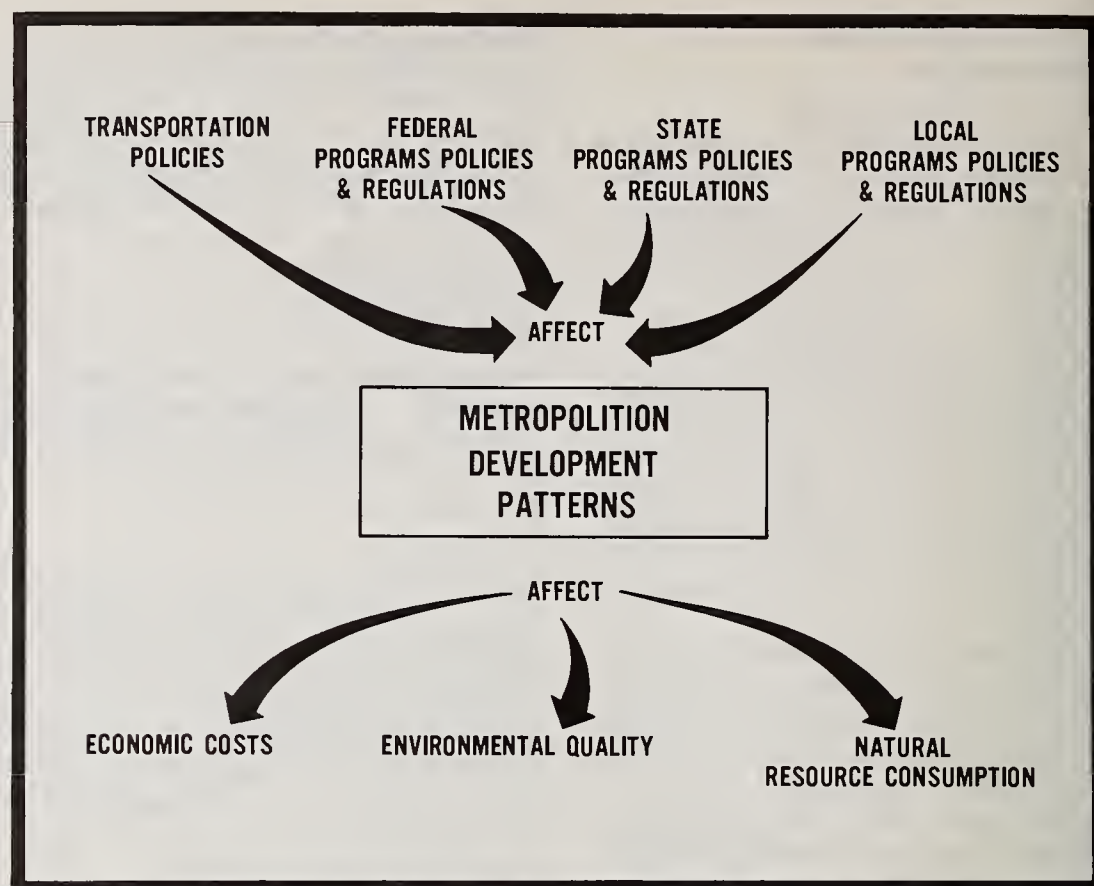 TRANSPORTATION
POLICIES
FEDERAL
PROGRAMS POLICIES
& REGULATIONS
STATE
PROGRAMS POLICIES
& REGULATIONS
LOCAL
PROGRAMS POLICIES
& REGULATIONS
AFFECT
METROPOLITION
DEVELOPMENT
PATTERNS
AFFECT
ECONOMIC COSTS
ENVIRONMENTAL QUALITY
NATURAL
RESOURCE CONSUMPTION